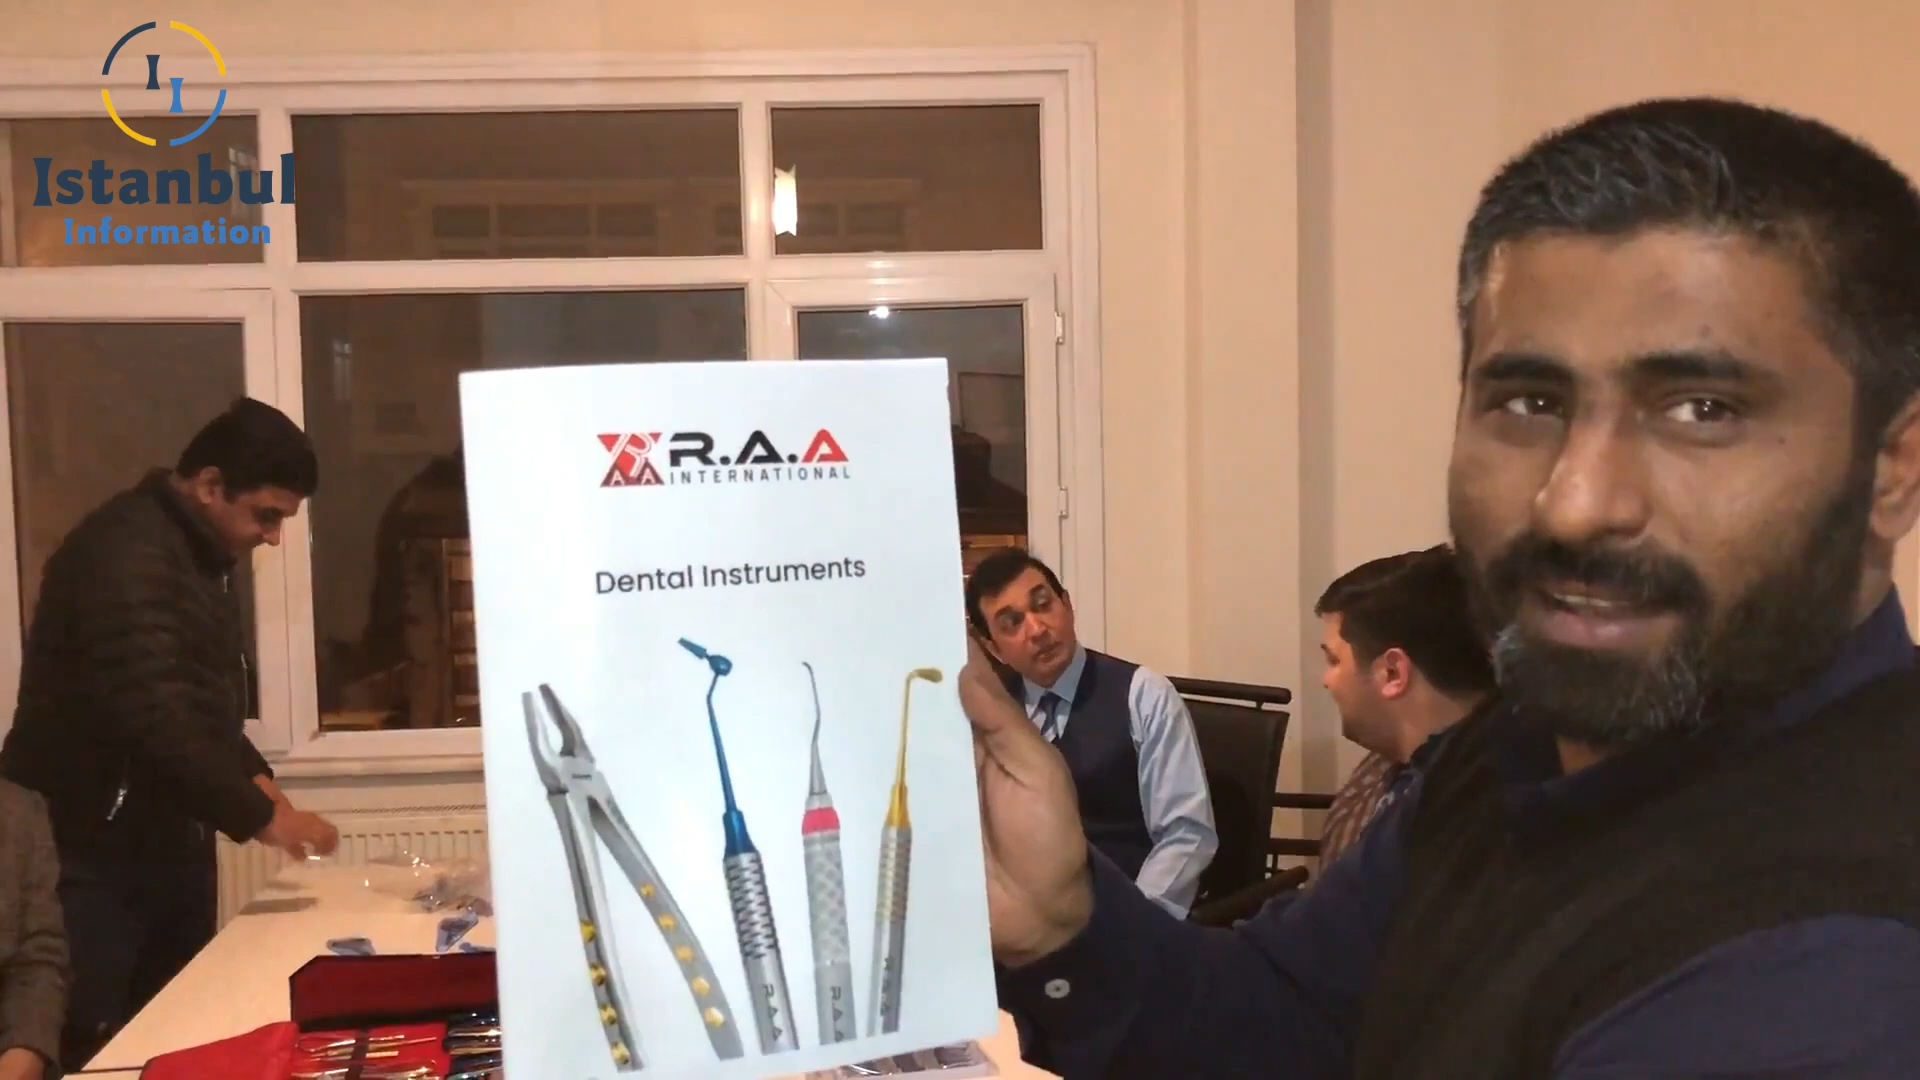 I I
Istanbul
Information
R A A
R.A.A
INTERNATIONAL
Dental Instruments
R.A.A
R.A.A
R.A.A